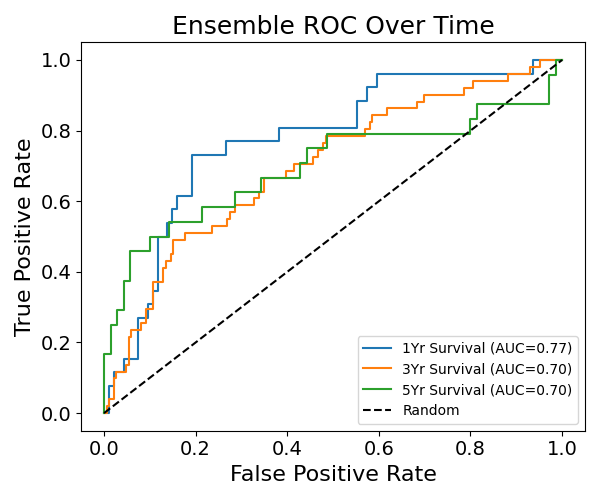 Ensemble ROC Over Time
True Positive Rate
1.0
0.8
0.6
0.4
0.2
0.0
1Yr Survival (AUC=0.77)
3Yr Survival (AUC=0.70)
5Yr Survival (AUC=0.70)
Random
0.0 0.2 0.4 0.6 0.8 1.0
False Positive Rate